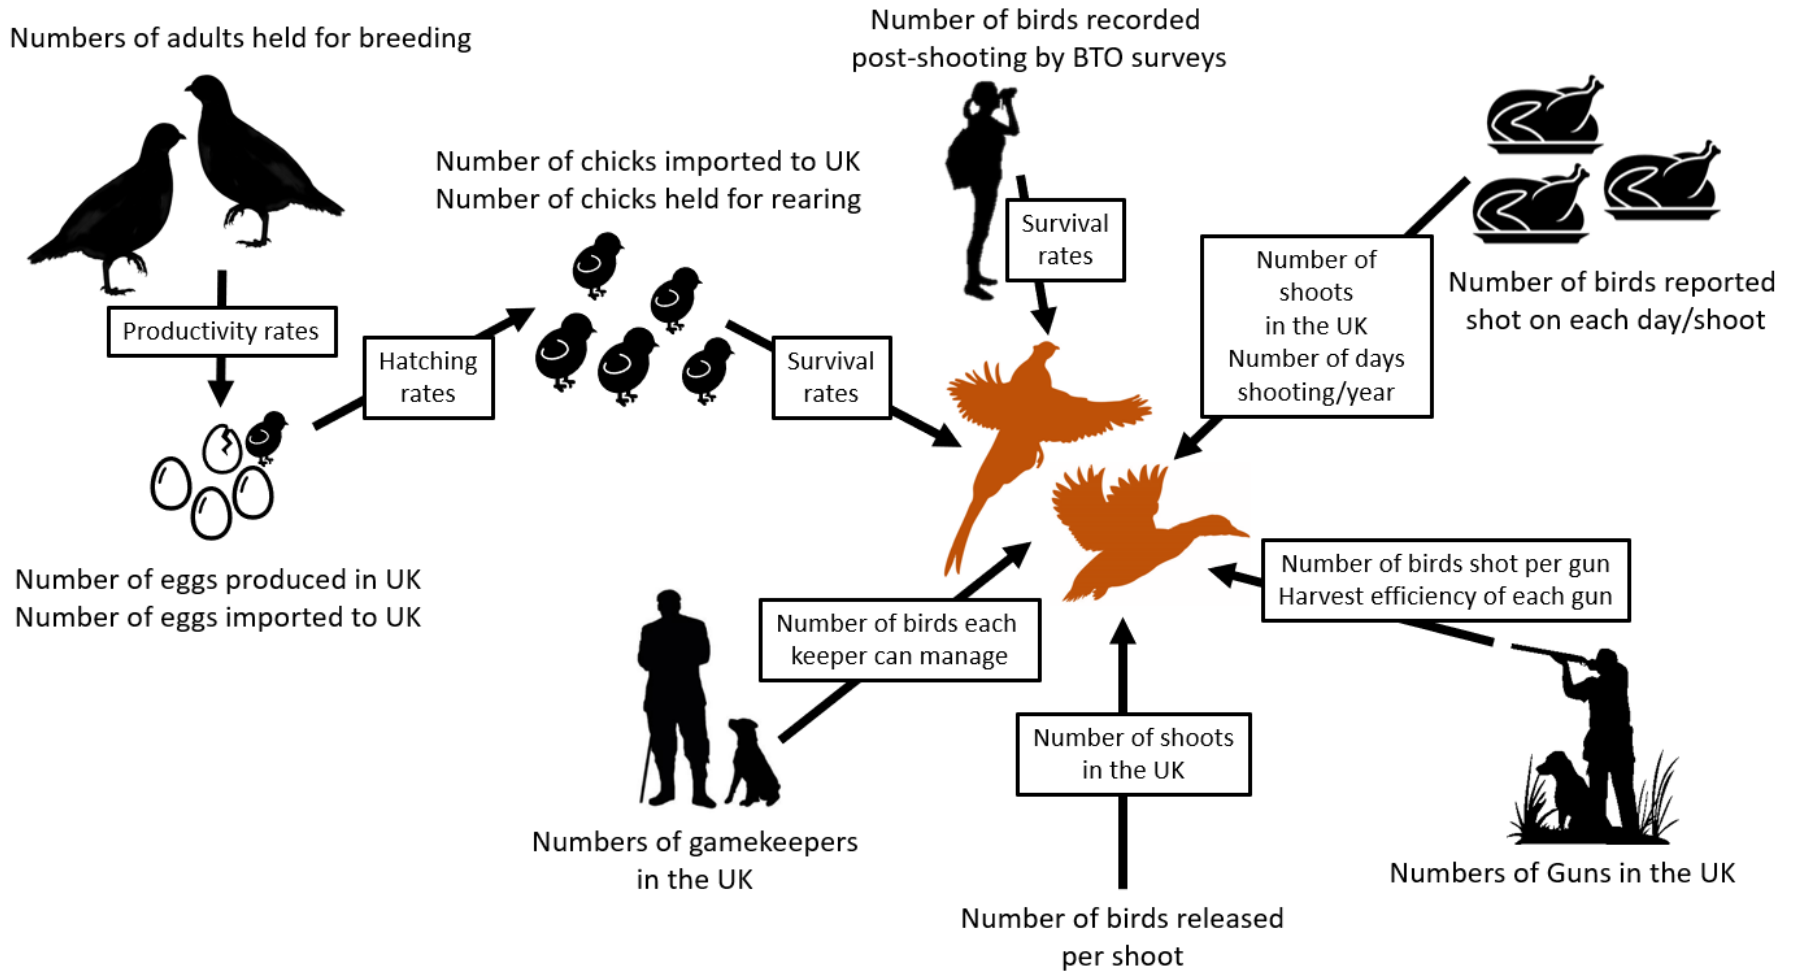 Numbers of adults held for breeding
Number of birds recorded
post-shooting by BTO surveys
Number of chicks imported to UK
Number of chicks held for rearing
Survival
rates
Number of
shoots
in the UK
Number of days
shooting/year
Number of birds reported
shot on each day/shoot
Productivity rates
Hatching
rates
Survival
rates
Number of eggs produced in UK
Number of eggs imported to UK
Number of birds each
keeper can manage
Number of birds shot per gun
Harvest efficiency of each gun
Number of shoots
in the UK
Numbers of gamekeepers
in the UK
Numbers of Guns in the UK
Number of birds released
per shoot